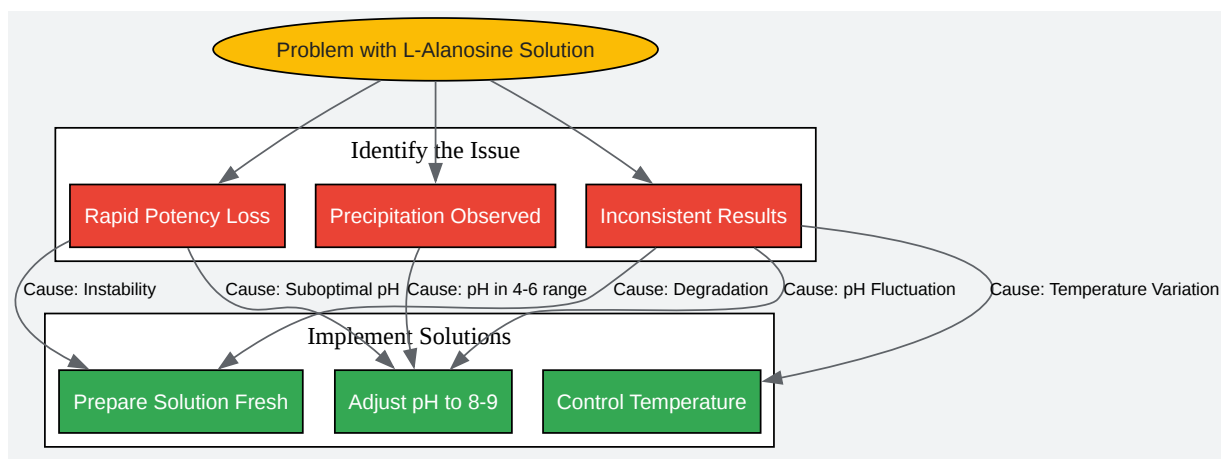 Problem with L-Alanosine Solution
Identify the Issue
Rapid Potency Loss
Precipitation Observed
Inconsistent Results
Cause: Instability
Cause: Suboptimal pH
Cause: pH in 4-6 range
Cause: Degradation
Cause: pH Fluctuation
Cause: Temperature Variation
Implement Solutions
Prepare Solution Fresh
Adjust pH to 8-9
Control Temperature